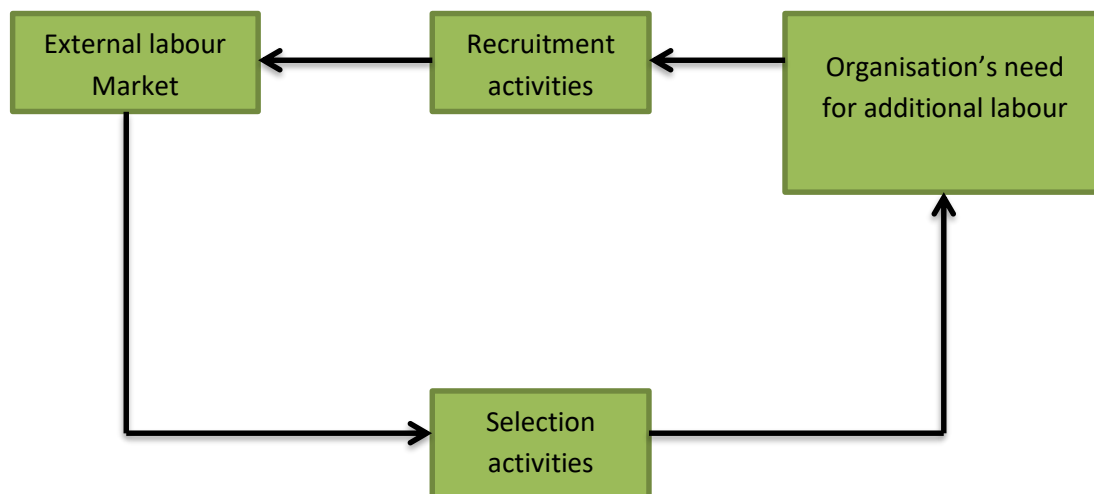 External labour
Market
Recruitment
activities
Organisation’s need
for additional labour
Selection
activities